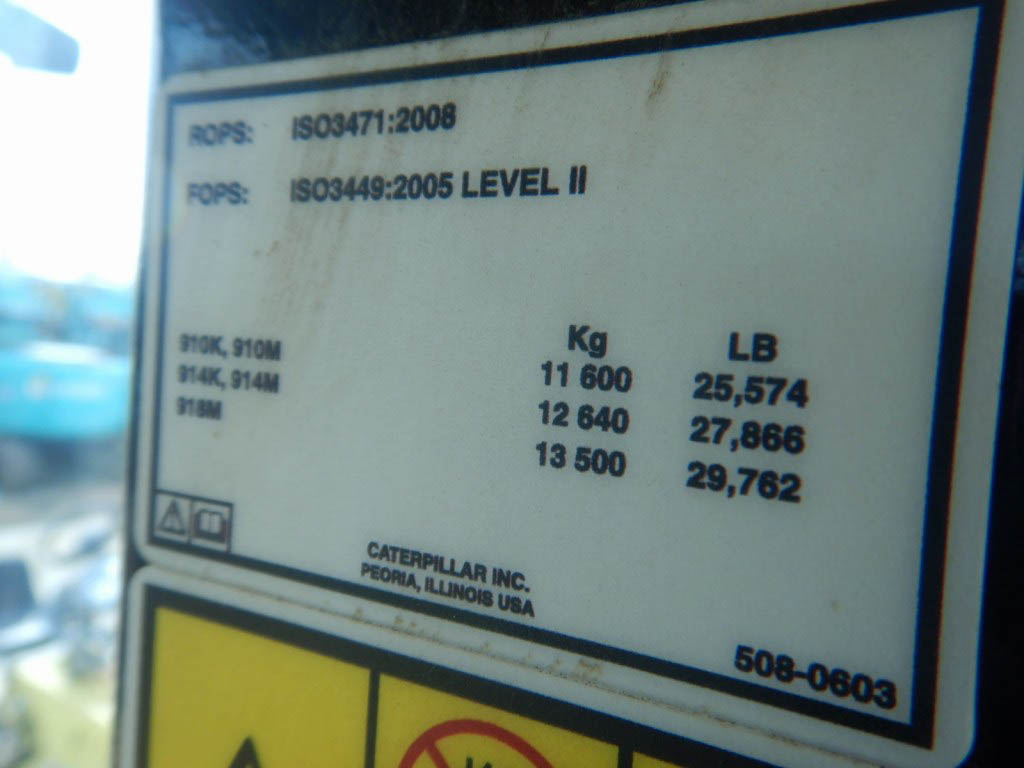 ROPS: ISO3471:2008
FOPS: ISO3449:2005 LEVEL II
Kg LB
910K, 910M 11 600 25,574
914K, 914M 12 640 27,866
918M 13 500 29,762
CATERPILLAR INC.
PEORIA, ILLINOIS USA
508-0603